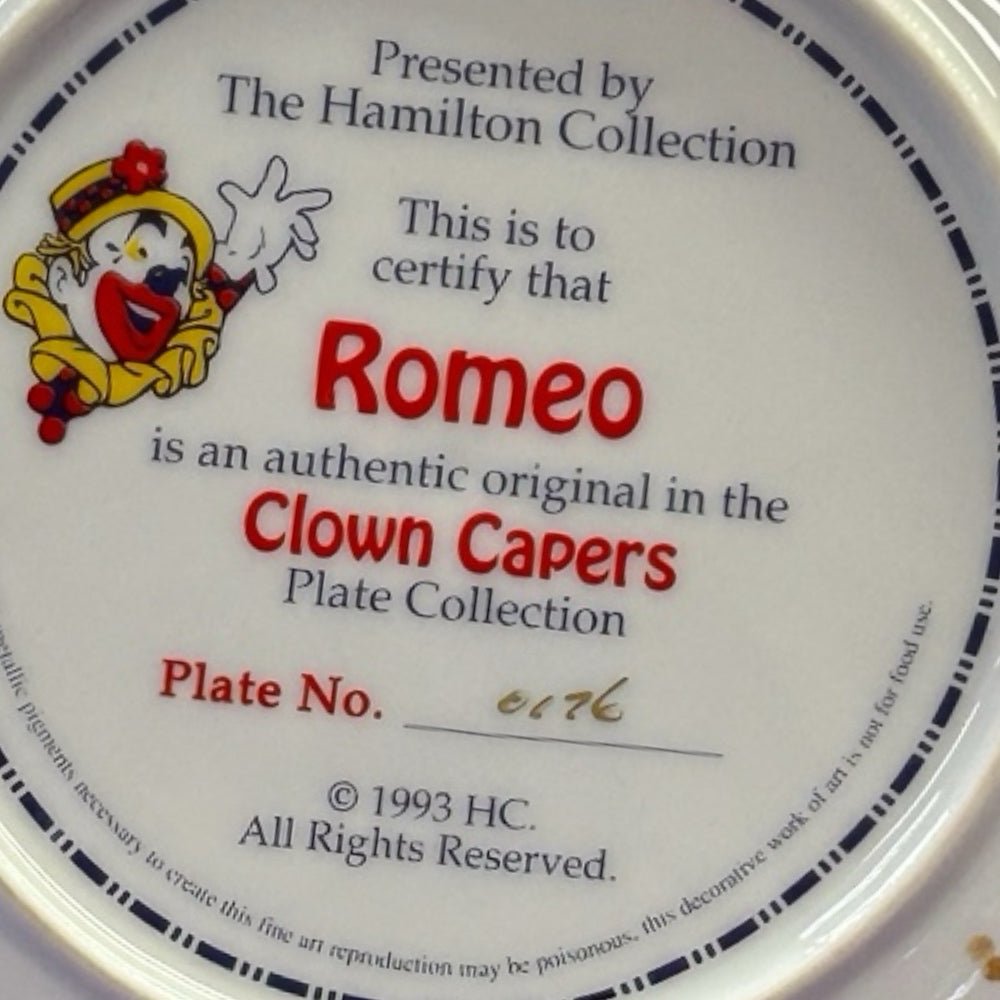 Presented by
The Hamilton Collection
This is to
certify that
Romeo
is an authentic original in the
Clown Capers
Plate Collection
Plate No. 0176
© 1993 HC.
All Rights Reserved.
metallic pigments necessary to create this fine art reproduction may be poisonous, this decorative work of art is not for food use.